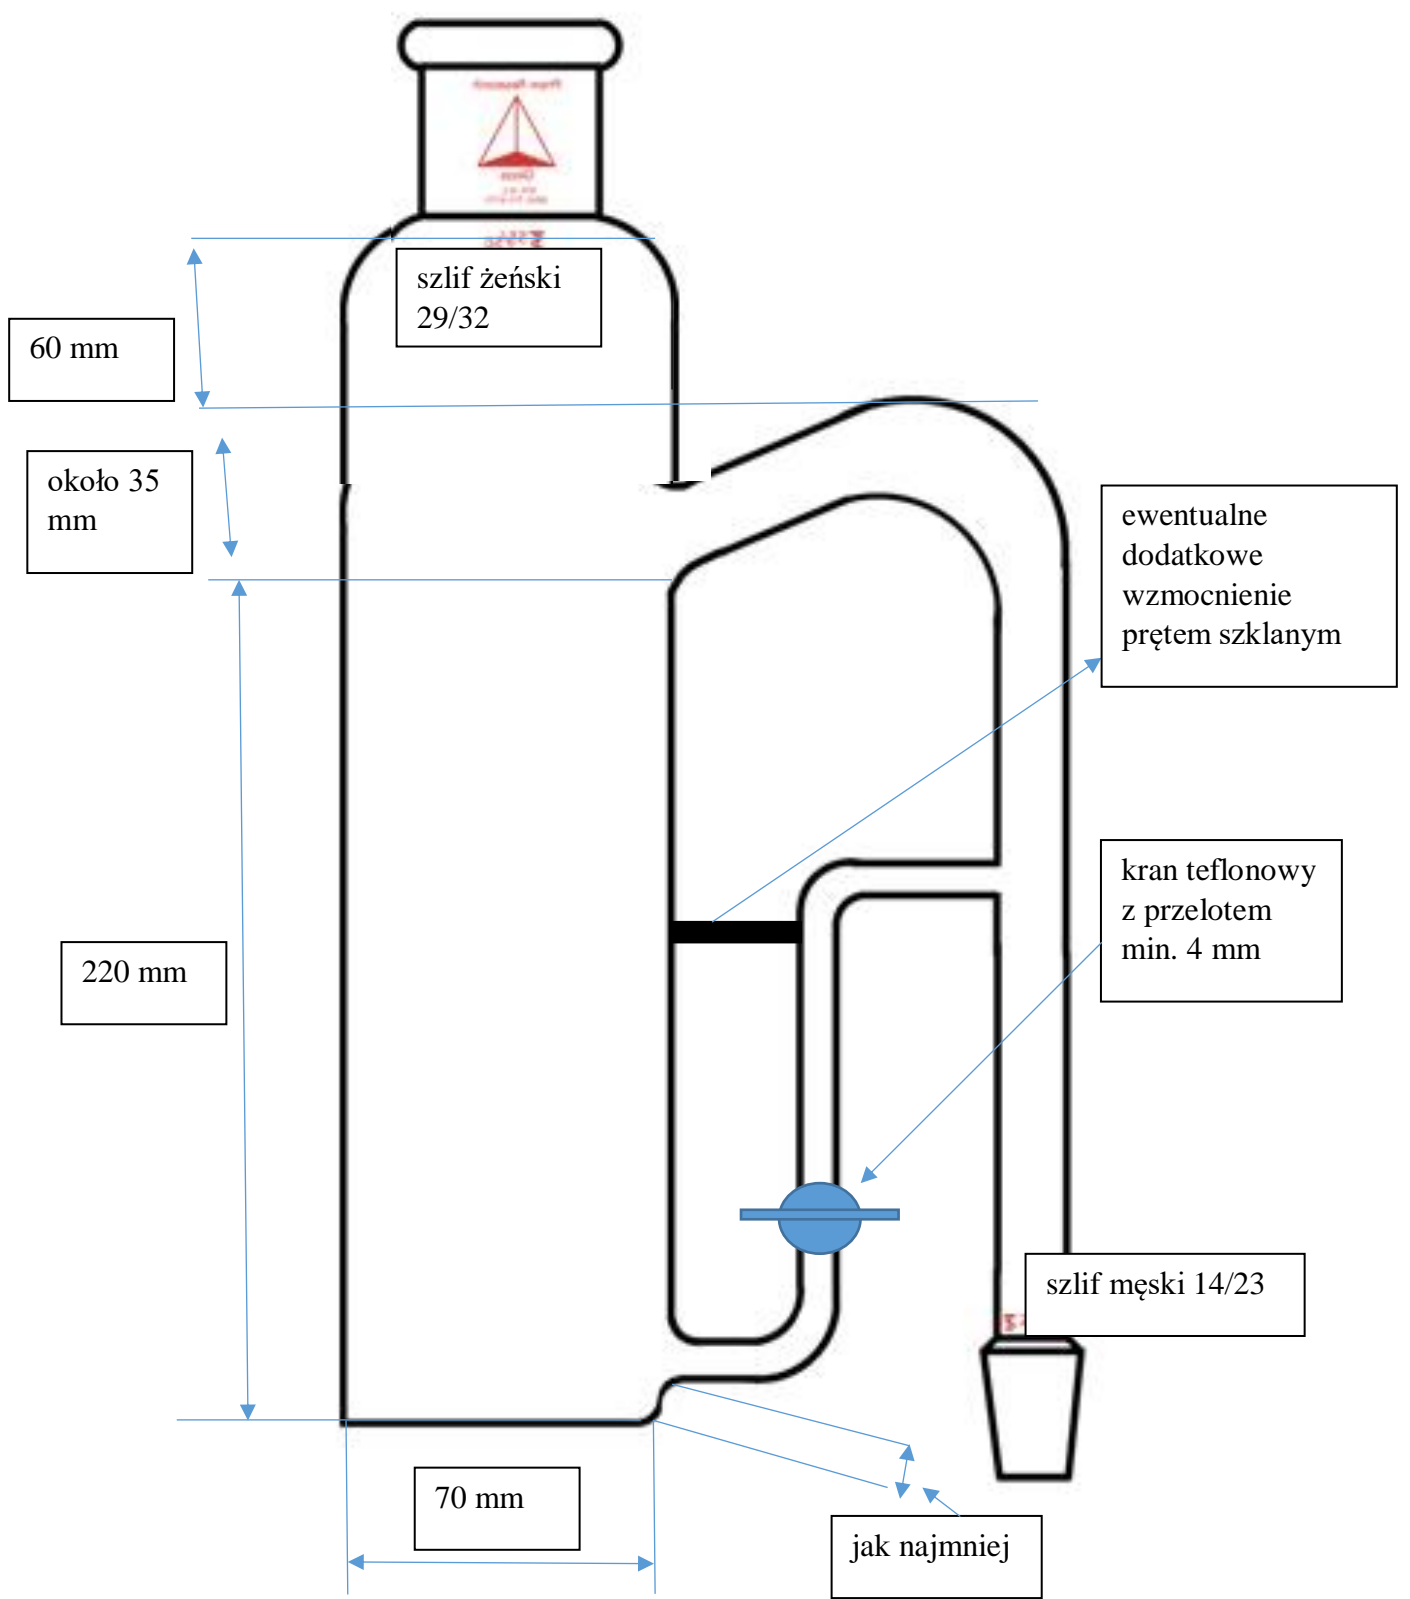 szlif żeński
29/32
60 mm
około 35
mm
ewentualne
dodatkowe
wzmocnienie
prętem szklanym
kran teflonowy
z przelotem
min. 4 mm
220 mm
szlif męski 14/23
70 mm
jak najmniej